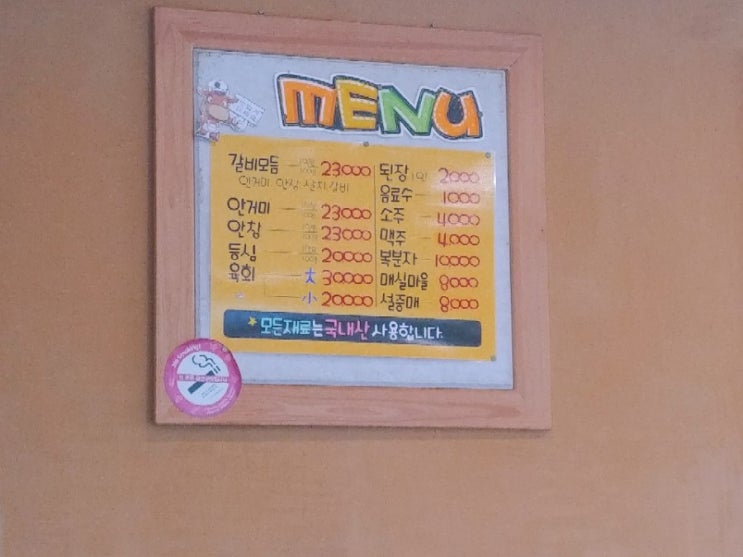 MENU
갈비모듬 23000
안거미 안창 살치 갈비
안거미 23000
안창 23000
등심 20000
육회 大 30000
〃 小 20000
된장 2000
음료수 1000
소주 4000
맥주 4000
복분자 10000
매실마을 8000
설중매 8000
★모든재료는국내산사용합니다.
No Smoking!